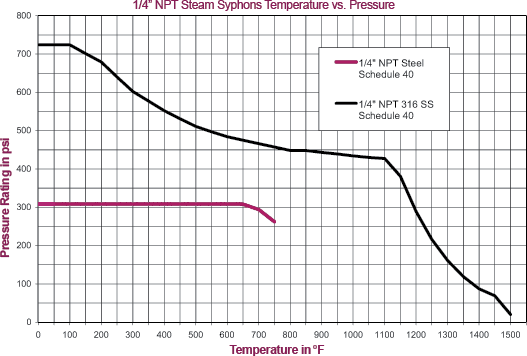 1/4” NPT Steam Syphons Temperature vs. Pressure
800
700
600
500
400
300
200
100
0
Pressure Rating in psi
1/4" NPT Steel
Schedule 40
1/4" NPT 316 SS
Schedule 40
0 100 200 300 400 500 600 700 800 900 1000 1100 1200 1300 1400 1500
Temperature in °F